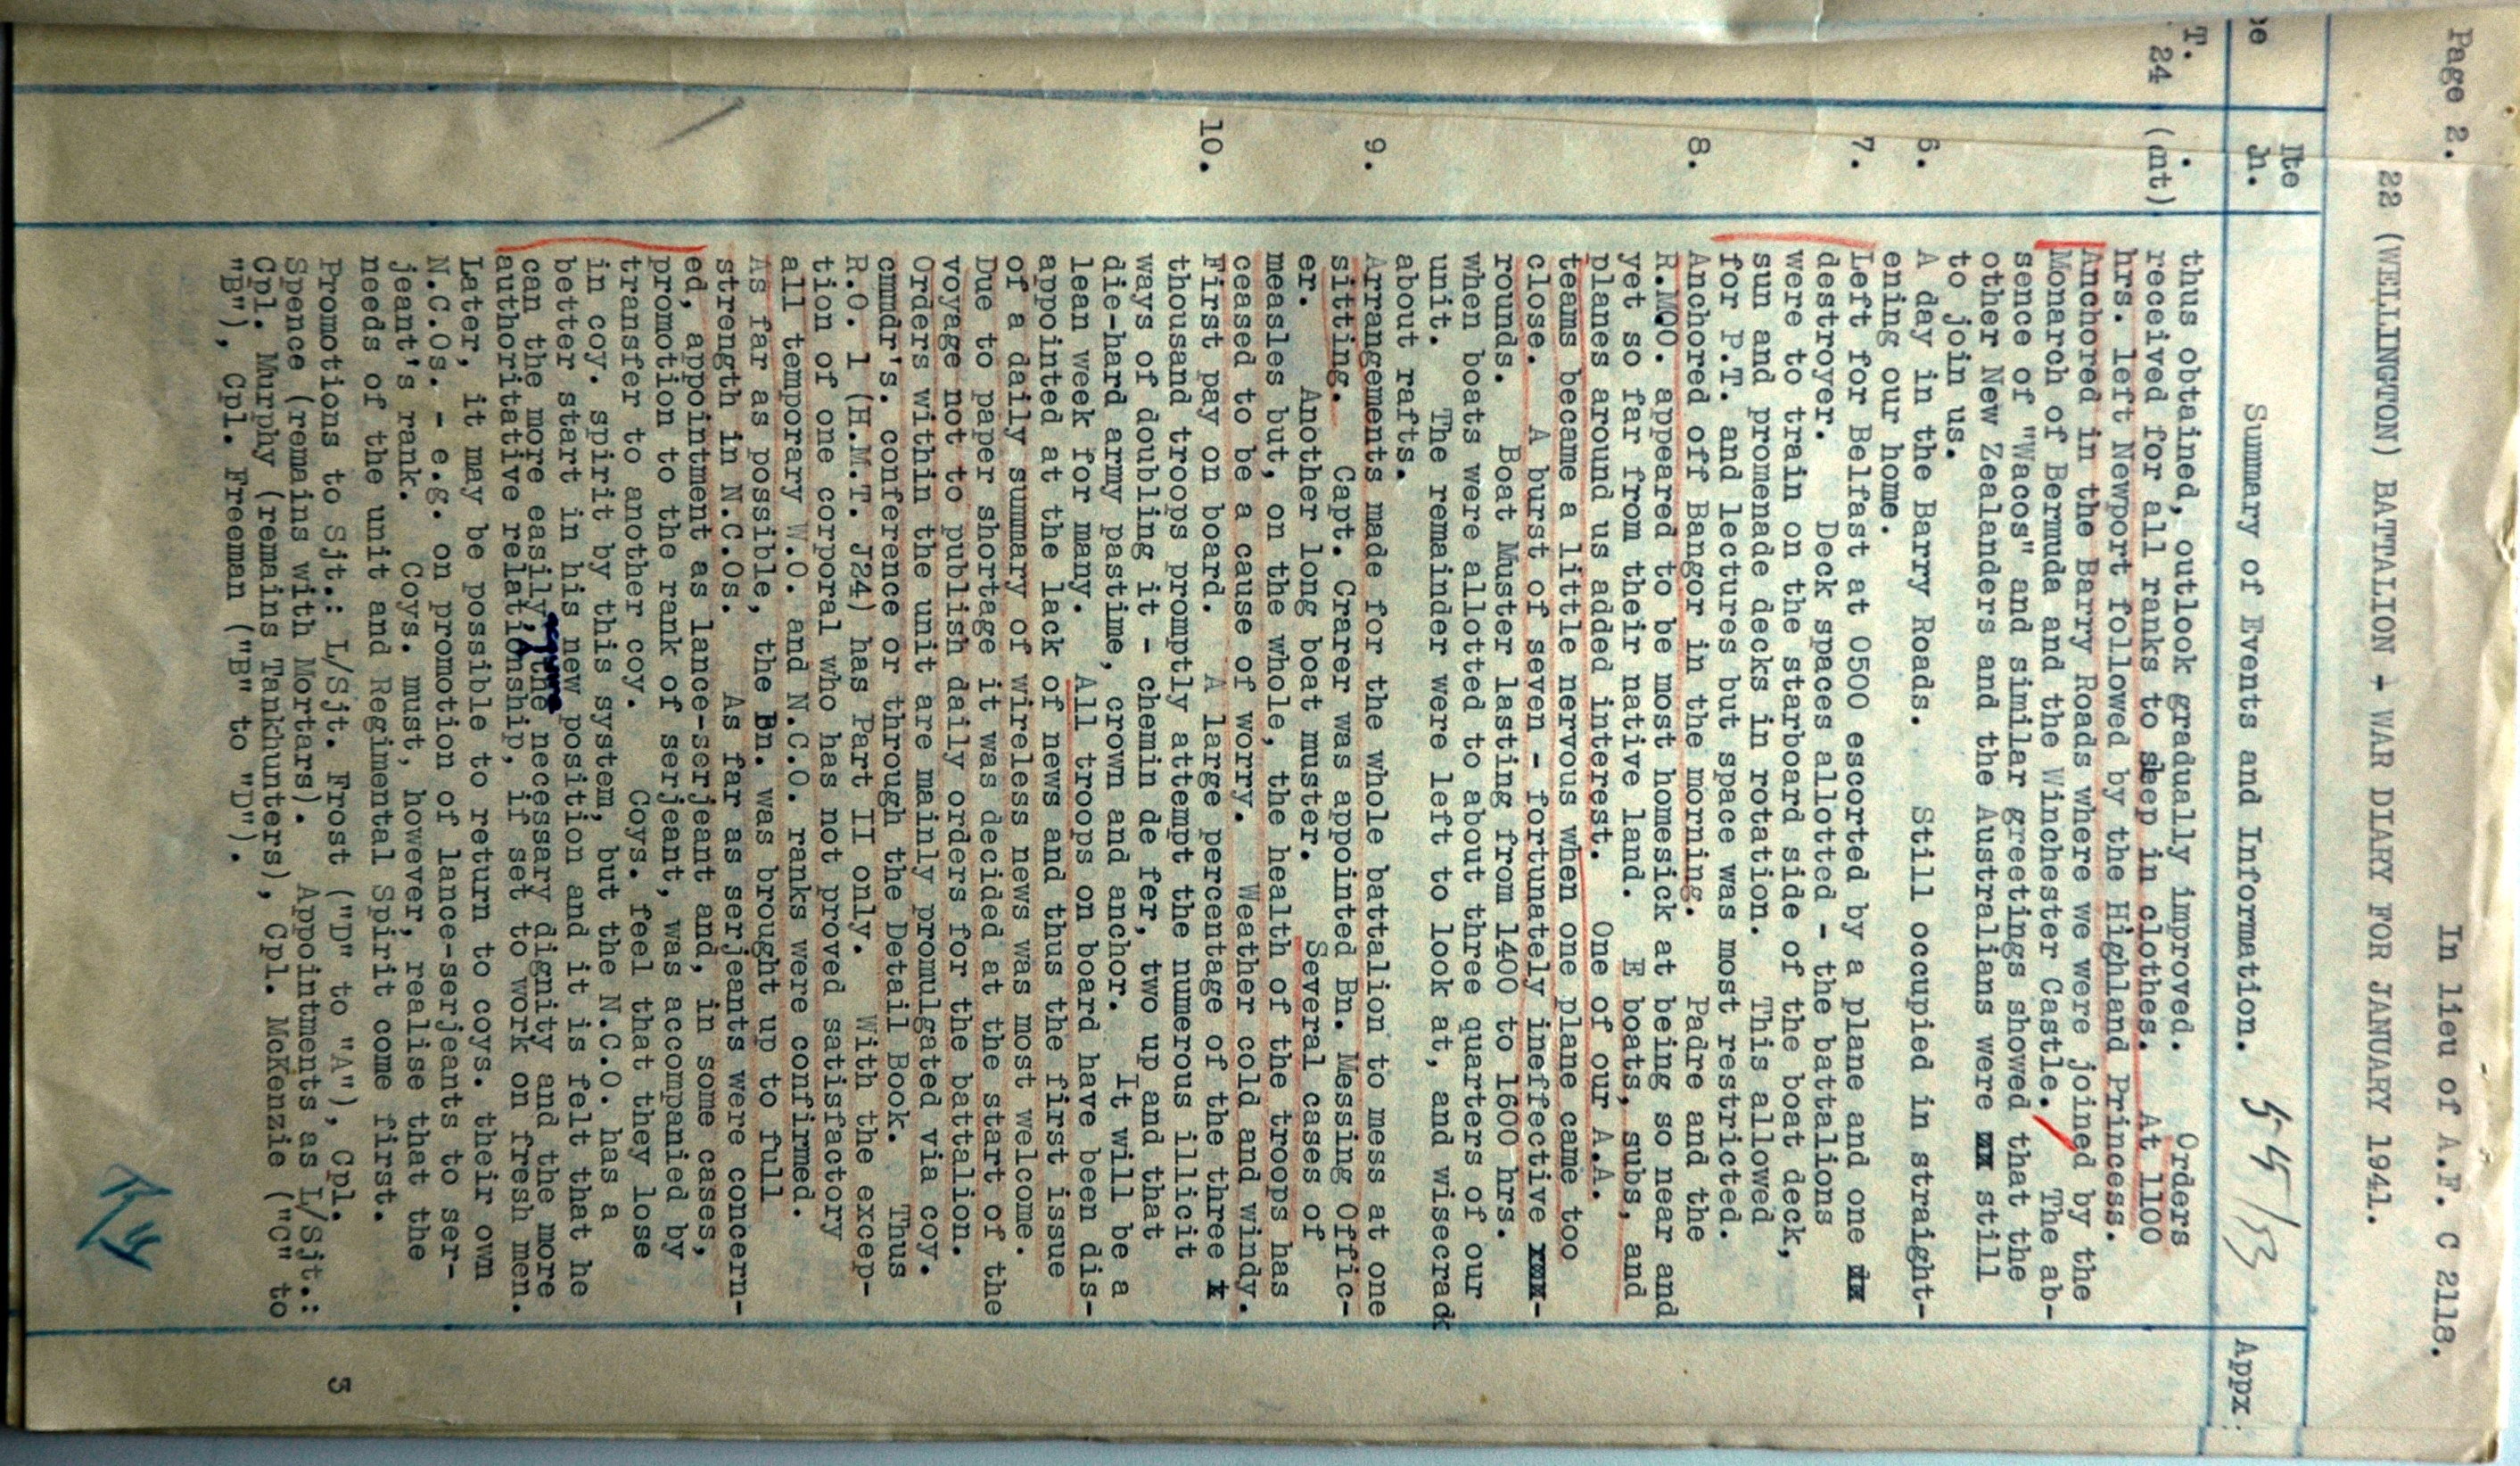 Page 2.
In lieu of A.F. C 2118.
22 (WELLINGTON) BATTALION - WAR DIARY FOR JANUARY 1941.
Ite
Summary of Events and Information. Appx
T.
24 (nt)
thus obtained, outlook gradually improved. Orders
received for all ranks to slep in clothes. At 1100
hrs. left Newport followed by the Highland Princess.
Anchored in the Barry Roads where we were joined by the
Monarch of Bermuda and the Winchester Castle. The ab-
sence of "Wacos" and similar greetings showed that the
other New Zealanders and the Australians were still
to join us.
6. A day in the Barry Roads. Still occupied in straight-
ening our home.
7. Left for Belfast at 0500 escorted by a plane and one
destroyer. Deck spaces allotted - the battalions
were to train on the starboard side of the boat deck,
sun and promenade decks in rotation. This allowed
for P.T. and lectures but space was most restricted.
8. Anchored off Bangor in the morning. Padre and the
R.MQO. appeared to be most homesick at being so near and
yet so far from their native land. E boats, subs, and
planes around us added interest. One of our A.A.
teams became a little nervous when one plane came too
close. A burst of seven - fortunately ineffective -
rounds. Boat Muster lasting from 1400 to 1600 hrs.
when boats were allotted to about three quarters of our
unit. The remainder were left to look at, and wisecrack
about rafts.
9. Arrangements made for the whole battalion to mess at one
sitting. Capt. Crarer was appointed Bn. Messing Offic-
er. Another long boat muster. Several cases of
measles but, on the whole, the health of the troops has
ceased to be a cause of worry. Weather cold and windy.
10. First pay on board. A large percentage of the three
thousand troops promptly attempt the numerous illicit
ways of doubling it - chemin de fer, two up and that
die-hard army pastime, crown and anchor. It will be a
lean week for many. All troops on board have been dis-
appointed at the lack of news and thus the first issue
of a daily summary of wireless news was most welcome.
Due to paper shortage it was decided at the start of the
voyage not to publish daily orders for the battalion.
Orders within the unit are mainly promulgated via coy.
cmmdr's. conference or through the Detail Book. Thus
R.O. 1 (H.M.T. J24) has Part II only. With the excep-
tion of one corporal who has not proved satisfactory
all temporary W.O. and N.C.O. ranks were confirmed.
As far as possible, the Bn. was brought up to full
strength in N.C.Os. As far as serjeants were concern-
ed, appointment as lance-serjeant and, in some cases,
promotion to the rank of serjeant, was accompanied by
transfer to another coy. Coys. feel that they lose
in coy. spirit by this system, but the N.C.O. has a
better start in his new position and it is felt that he
can the more easily, the necessary dignity and the more
authoritative relationship, if set to work on fresh men.
Later, it may be possible to return to coys. their own
N.C.Os. - e.g. on promotion of lance-serjeants to ser-
jeant's rank. Coys. must, however, realise that the
needs of the unit and Regimental Spirit come first.
Promotions to Sjt.: L/Sjt. Frost ("D" to "A"), Cpl.
Spence (remains with Mortars). Appointments as L/Sjt.:
Cpl. Murphy (remains Tankhunters), Cpl. McKenzie ("C" to
"B"), Cpl. Freeman ("B" to "D").
3